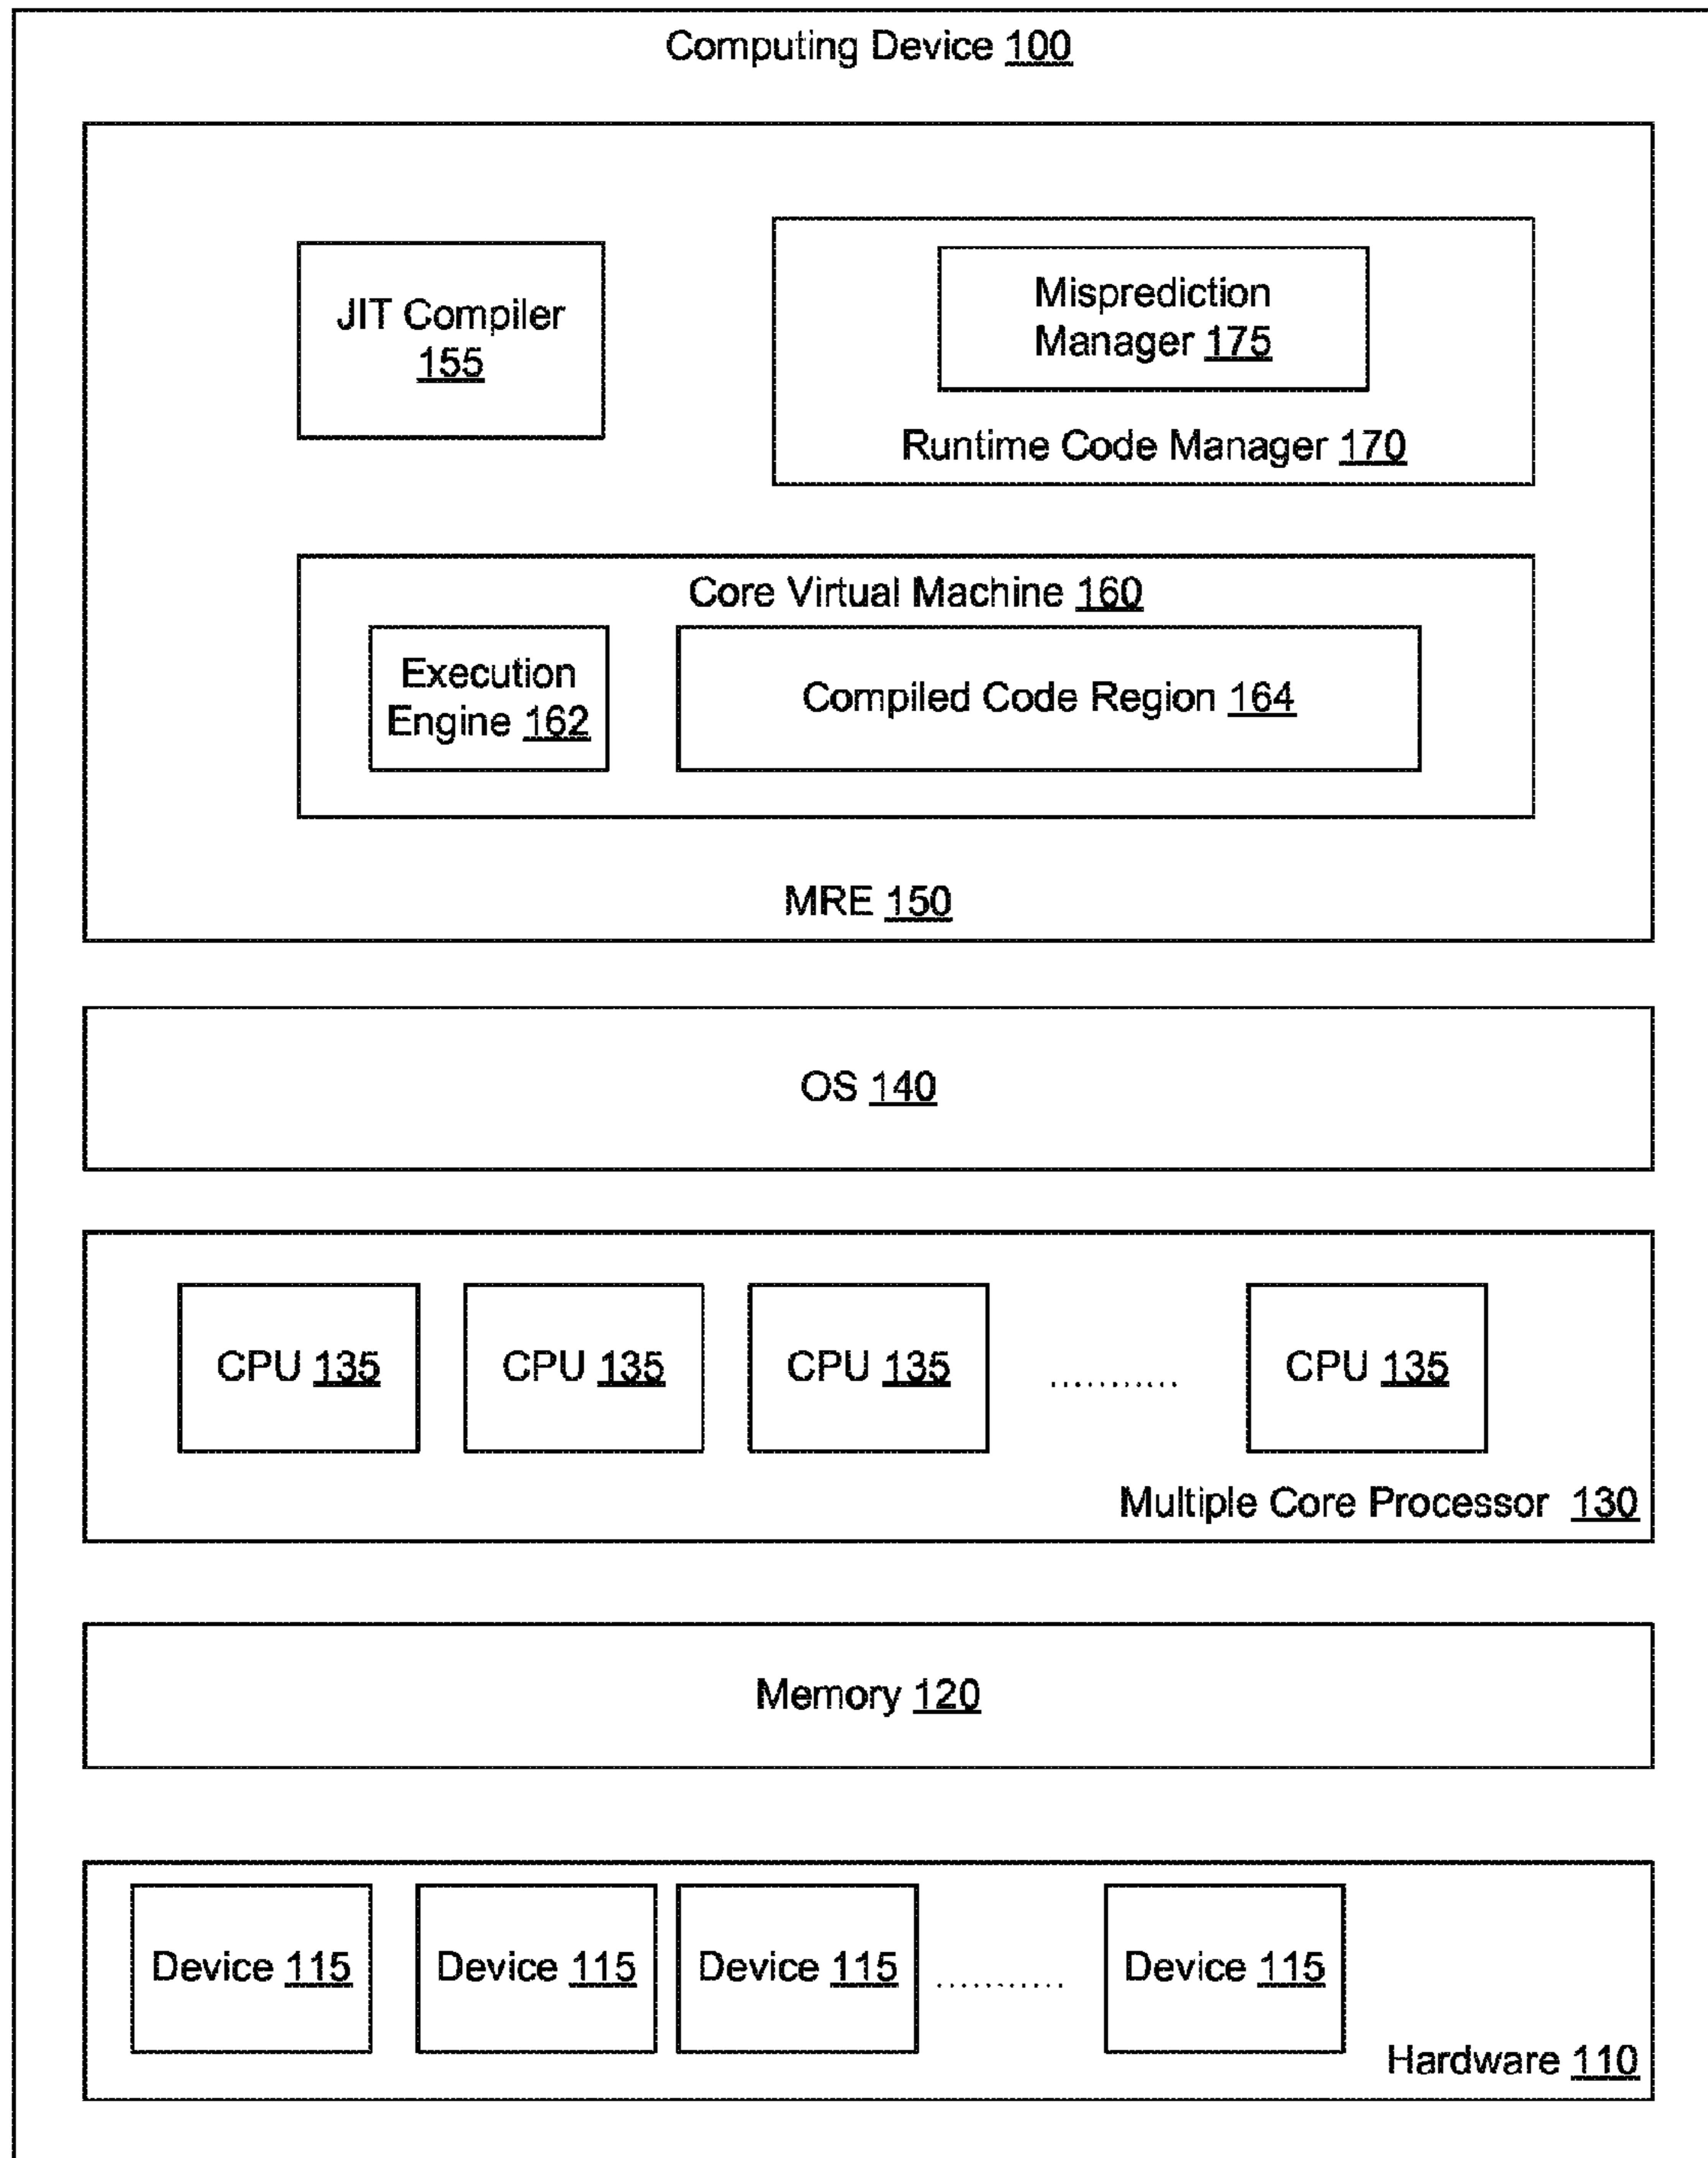 Computing Device 100
JIT Compiler
155
Misprediction
Manager 175
Runtime Code Manager 170
Core Virtual Machine 160
Execution
Engine 162
Compiled Code Region 164
MRE 150
OS 140
CPU 135
CPU 135
CPU 135
...........
CPU 135
Multiple Core Processor 130
Memory 120
Device 115
Device 115
Device 115
...........
Device 115
Hardware 110